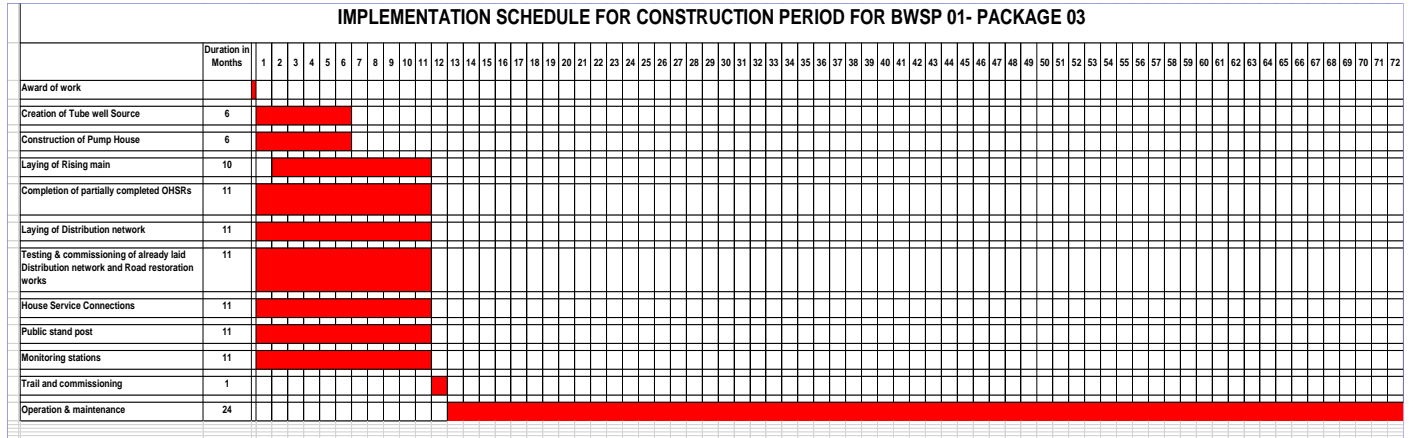 IMPLEMENTATION SCHEDULE FOR CONSTRUCTION PERIOD FOR BWSP 01- PACKAGE 03
Duration in
Months 1 2 3 4 5 6 7 8 9 10 11 12 13 14 15 16 17 18 19 20 21 22 23 24 25 26 27 28 29 30 31 32 33 34 35 36 37 38 39 40 41 42 43 44 45 46 47 48 49 50 51 52 53 54 55 56 57 58 59 60 61 62 63 64 65 66 67 68 69 70 71 72
Award of work
Creation of Tube well Source 6
Construction of Pump House 6
Laying of Rising main 10
Completion of partially completed OHSRs 11
Laying of Distribution network 11
Testing & commissioning of already laid 11
Distribution network and Road restoration
works
House Service Connections 11
Public stand post 11
Monitoring stations 11
Trail and commissioning 1
Operation & maintenance 24